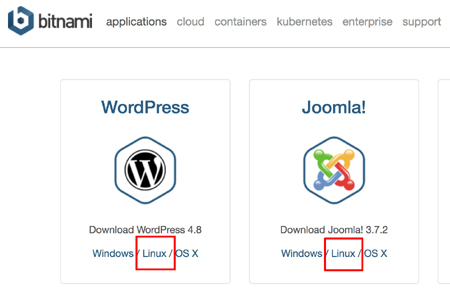 bitnami applications cloud containers kubernetes enterprise support
WordPress
Download WordPress 4.8
Windows / Linux / OS X
Joomla!
Download Joomla! 3.7.2
Windows / Linux / OS X